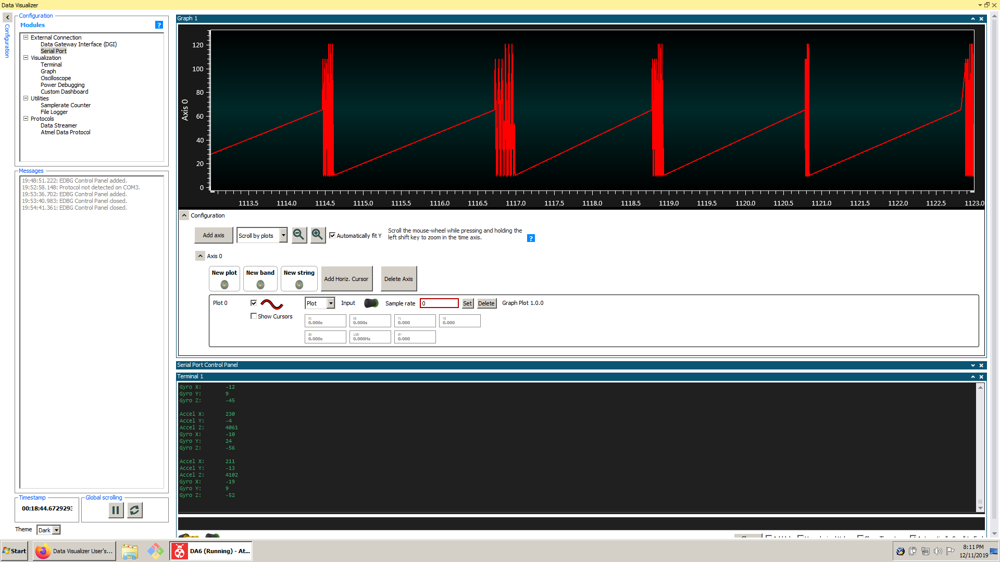 Data Visualizer
Configuration
Configuration
Modules
?
External Connection
Data Gateway Interface (DGI)
Serial Port
Visualization
Terminal
Graph
Oscilloscope
Power Debugging
Custom Dashboard
Utilities
Samplerate Counter
File Logger
Protocols
Data Streamer
Atmel Data Protocol
Messages
19:48:51.222: EDBG Control Panel added.
19:52:58.148: Protocol not detected on COM3.
19:53:36.702: EDBG Control Panel added.
19:53:40.983: EDBG Control Panel closed.
19:54:41.361: EDBG Control Panel closed.
Timestamp
00:18:44.6729293
Global scrolling
Theme Dark
Graph 1
Axis 0
120
100
80
60
40
20
0
1113.5 1114.0 1114.5 1115.0 1115.5 1116.0 1116.5 1117.0 1117.5 1118.0 1118.5 1119.0 1119.5 1120.0 1120.5 1121.0 1121.5 1122.0 1122.5 1123.0
Configuration
Add axis Scroll by plots Automatically fit Y
Scroll the mouse-wheel while pressing and holding the
left shift key to zoom in the time axis.
?
Axis 0
New plot New band New string Add Horiz. Cursor Delete Axis
Plot 0 Plot Input Sample rate 0 Set Delete Graph Plot 1.0.0
Show Cursors
X1 X2 Y1 Y2
0.000s 0.000s 0.000 0.000
dX 1/dX dY
0.000s 0.000Hz 0.000
Serial Port Control Panel
Terminal 1
Gyro X: -12
Gyro Y: 9
Gyro Z: -45
Accel X: 230
Accel Y: -4
Accel Z: 4061
Gyro X: -10
Gyro Y: 24
Gyro Z: -56
Accel X: 211
Accel Y: -13
Accel Z: 4102
Gyro X: -19
Gyro Y: 9
Gyro Z: -52
Start
Data Visualizer User's...
DA6 (Running) - At...
8:11 PM
12/11/2019